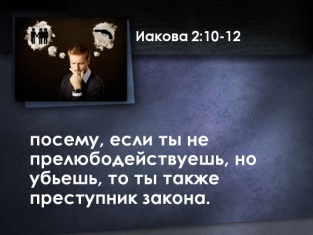 Иакова 2:10-12
посему, если ты не
прелюбодействуешь, но
убьешь, то ты также
преступник закона.